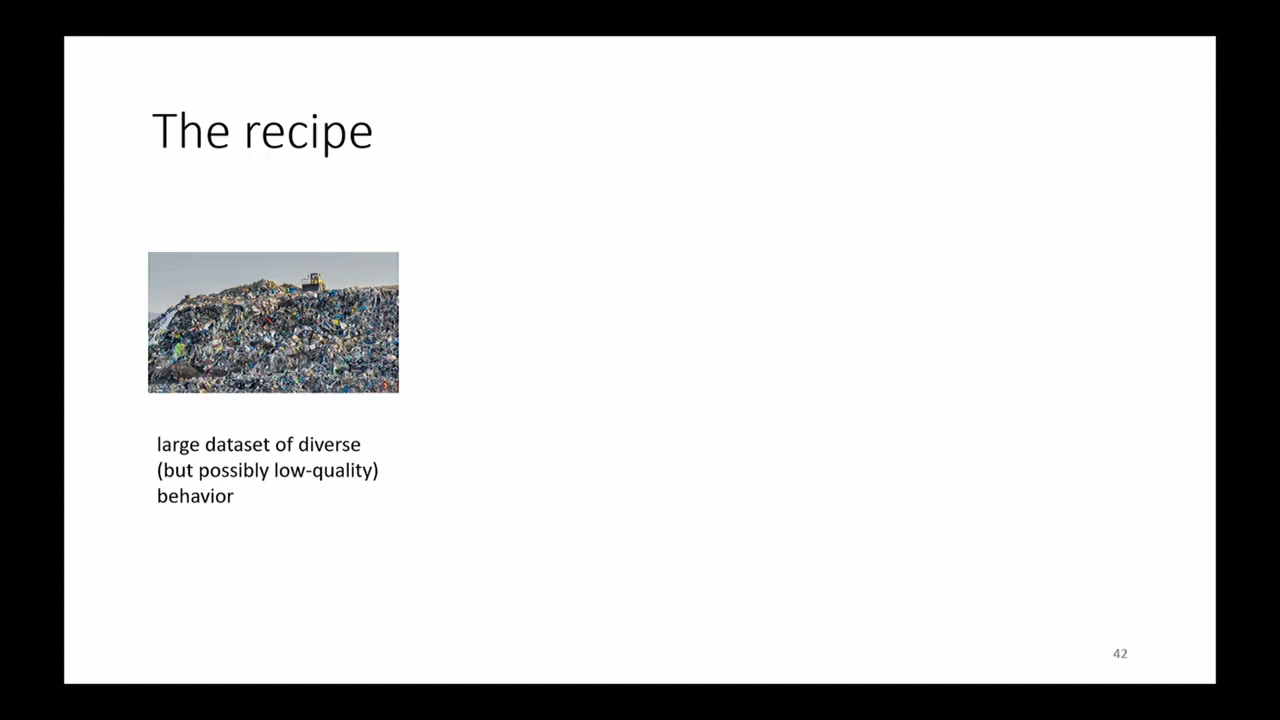 The recipe
large dataset of diverse
(but possibly low-quality)
behavior
42